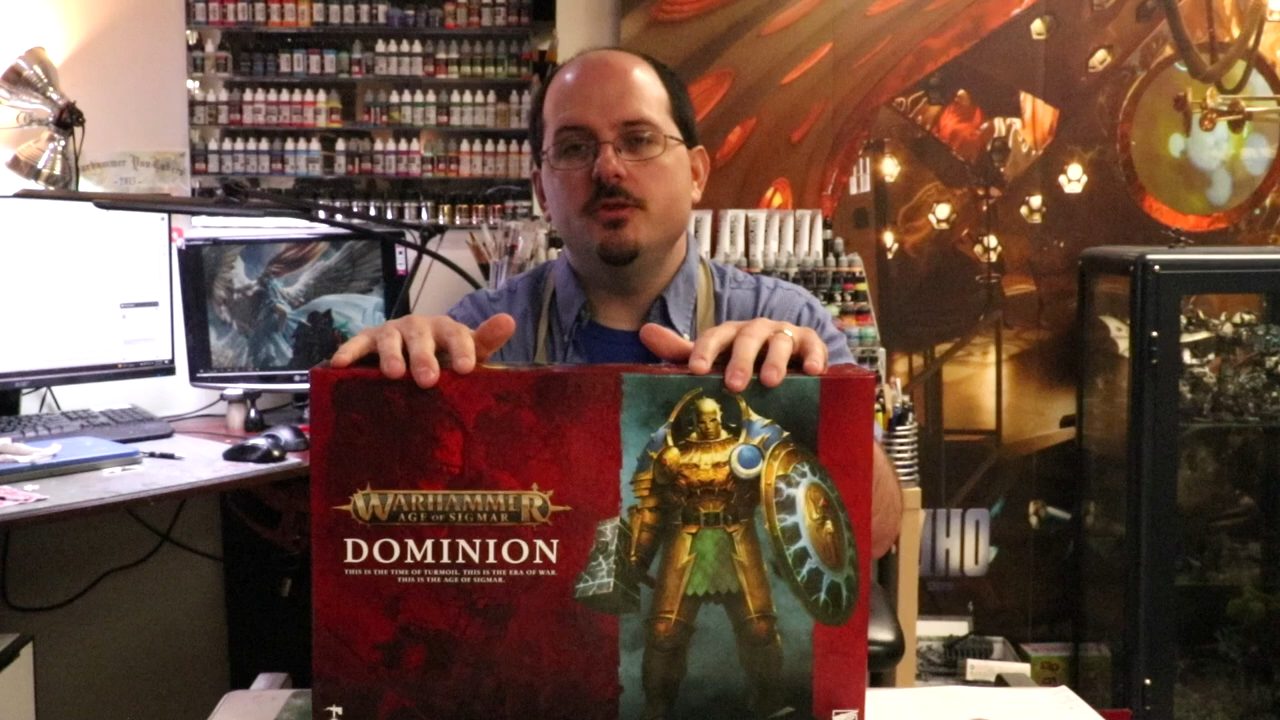 WARHAMMER
AGE OF SIGMAR
DOMINION
THIS IS THE TIME OF TURMOIL. THIS IS THE ERA OF WAR.
THIS IS THE AGE OF SIGMAR.
WHO